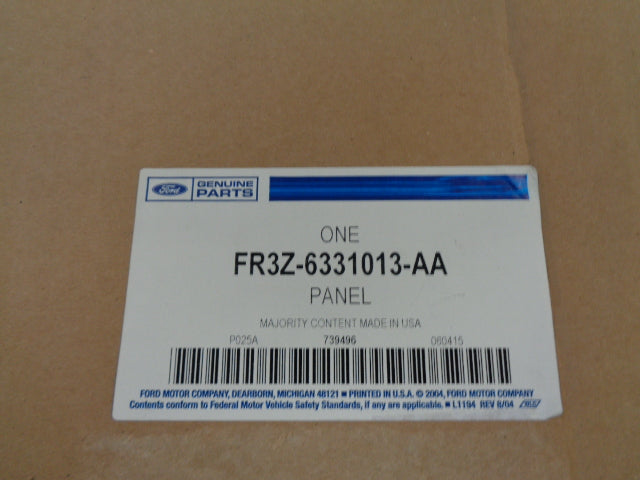 Ford GENUINE PARTS
ONE
FR3Z-6331013-AA
PANEL
MAJORITY CONTENT MADE IN USA
P025A 739496 060415
FORD MOTOR COMPANY, DEARBORN, MICHIGAN 48121 ■ PRINTED IN U.S.A. © 2004, FORD MOTOR COMPANY
Contents conform to Federal Motor Vehicle Safety Standards, if any are applicable. ■ L1194 REV 8/04